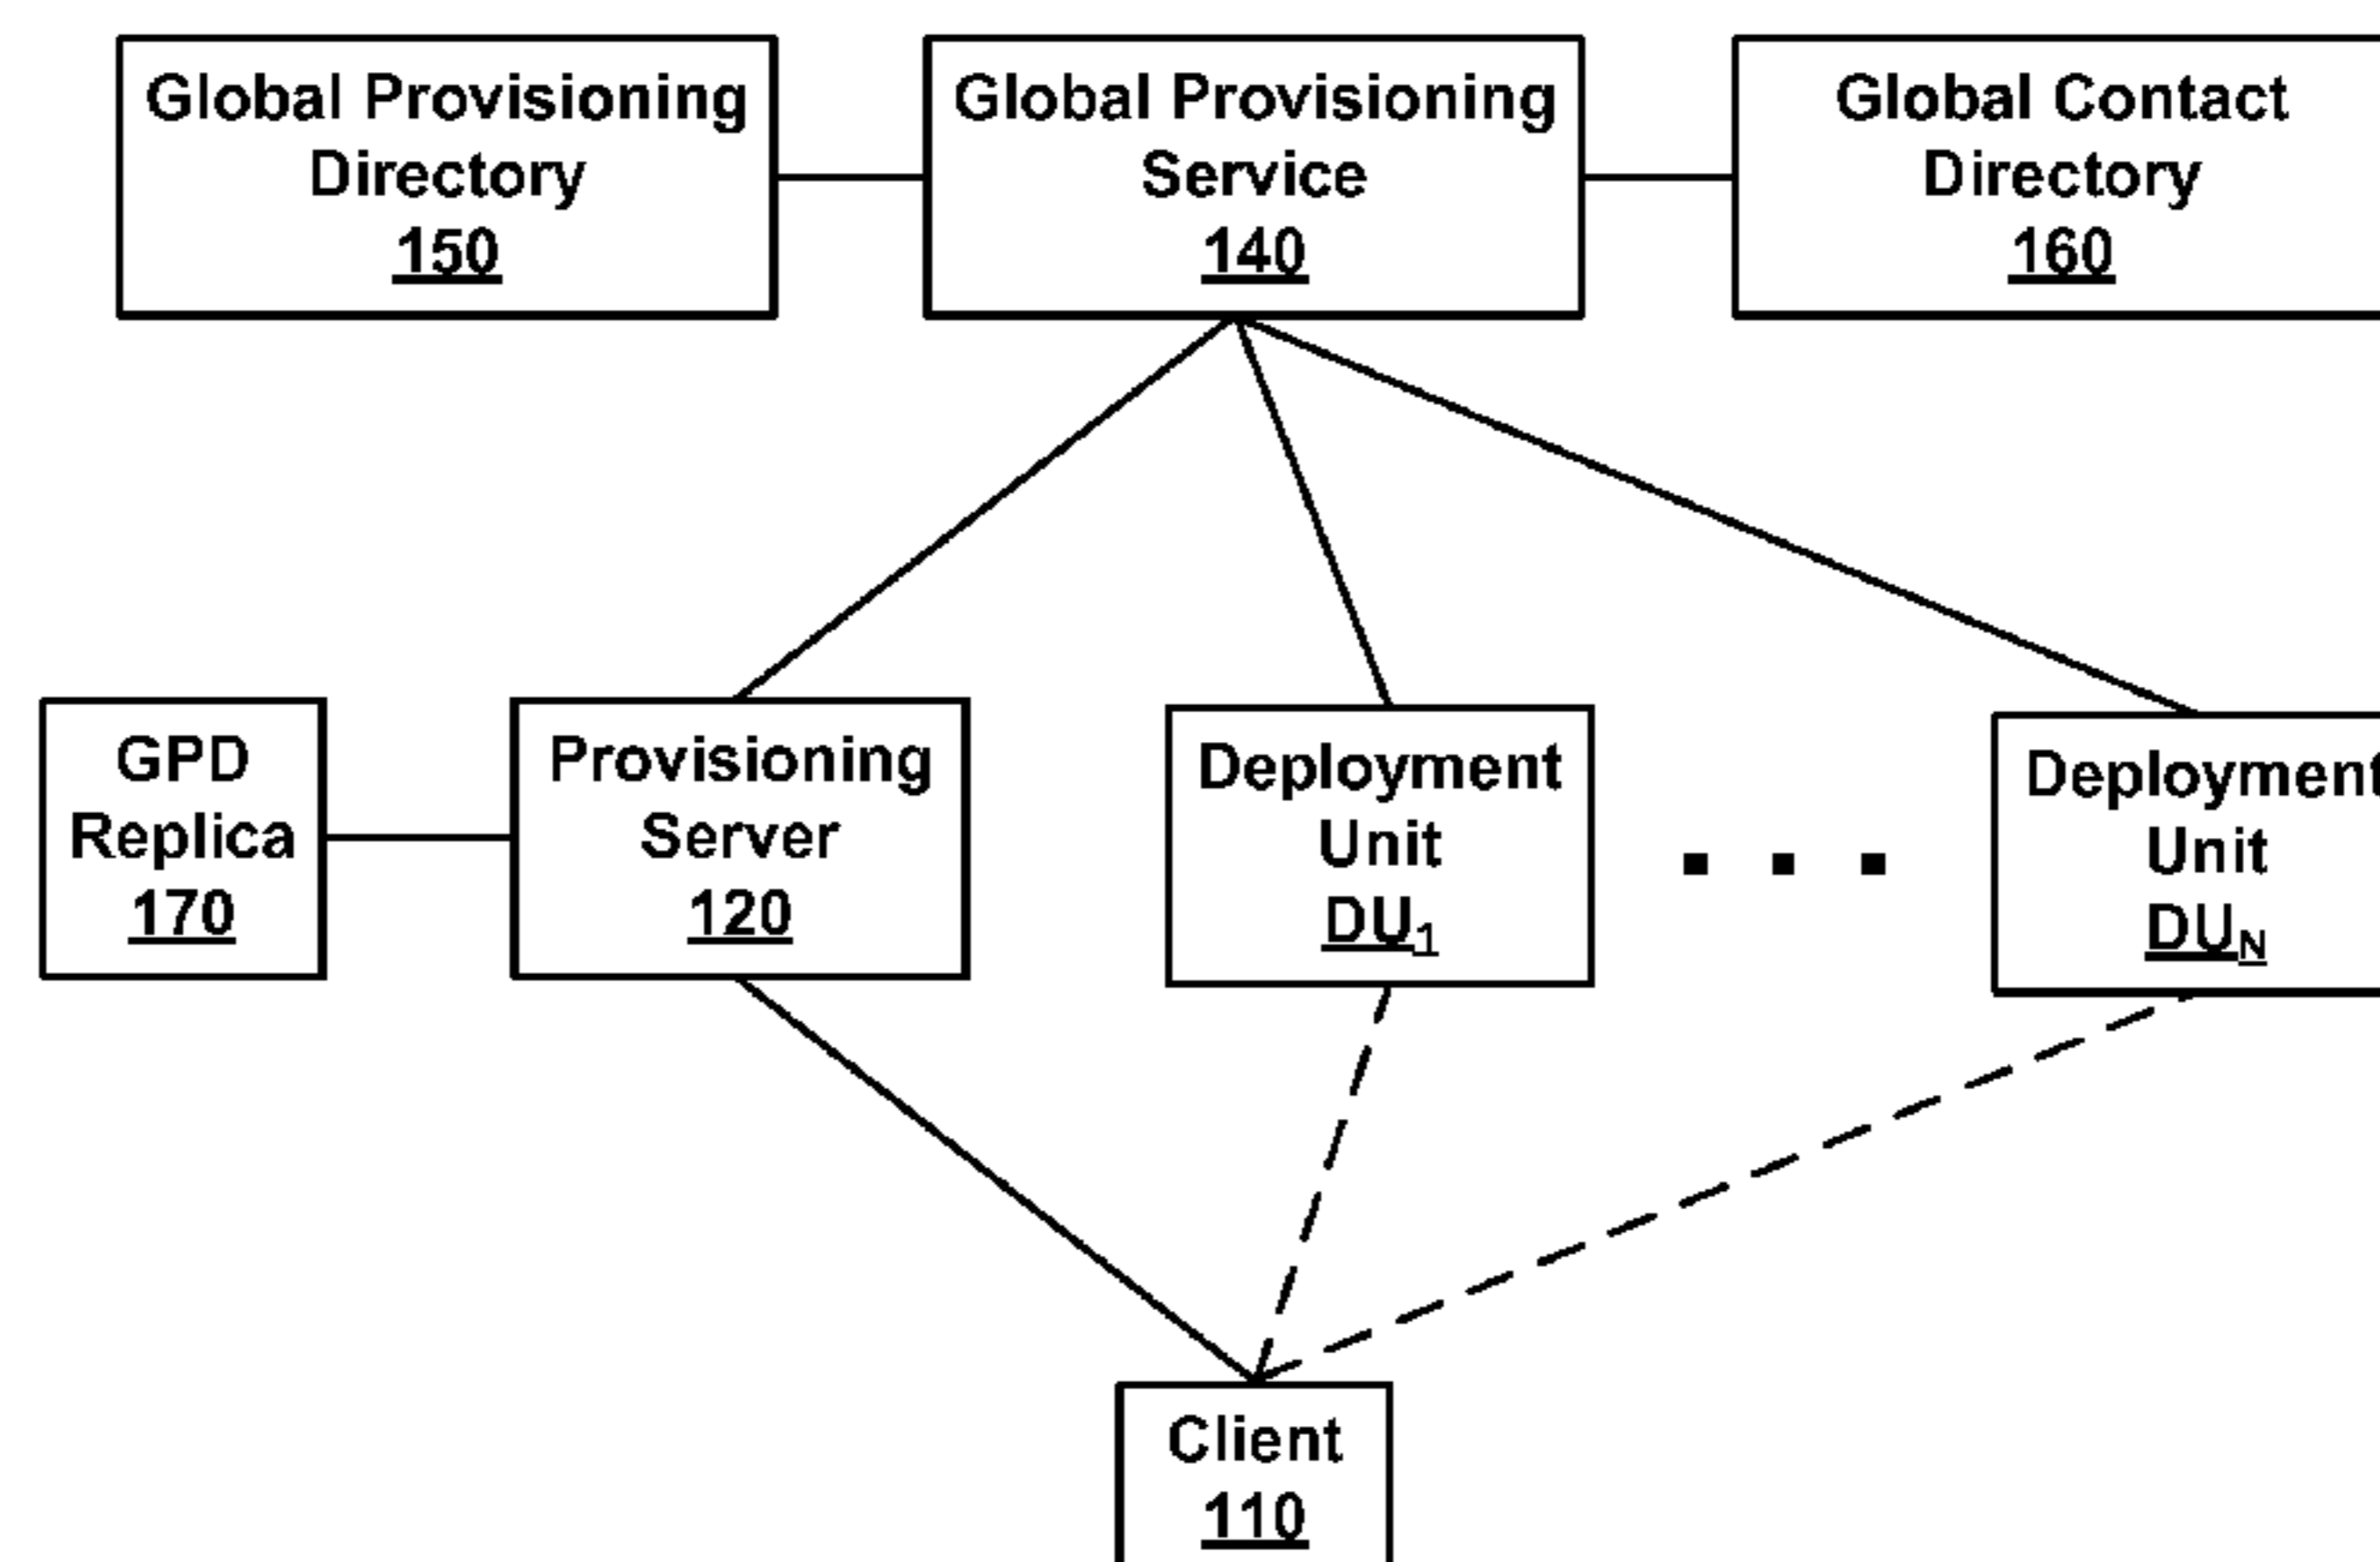 Global Provisioning
Directory
150
Global Provisioning
Service
140
Global Contact
Directory
160
GPD
Replica
170
Provisioning
Server
120
Deployment
Unit
DU1
Deployment
Unit
DUN
Client
110